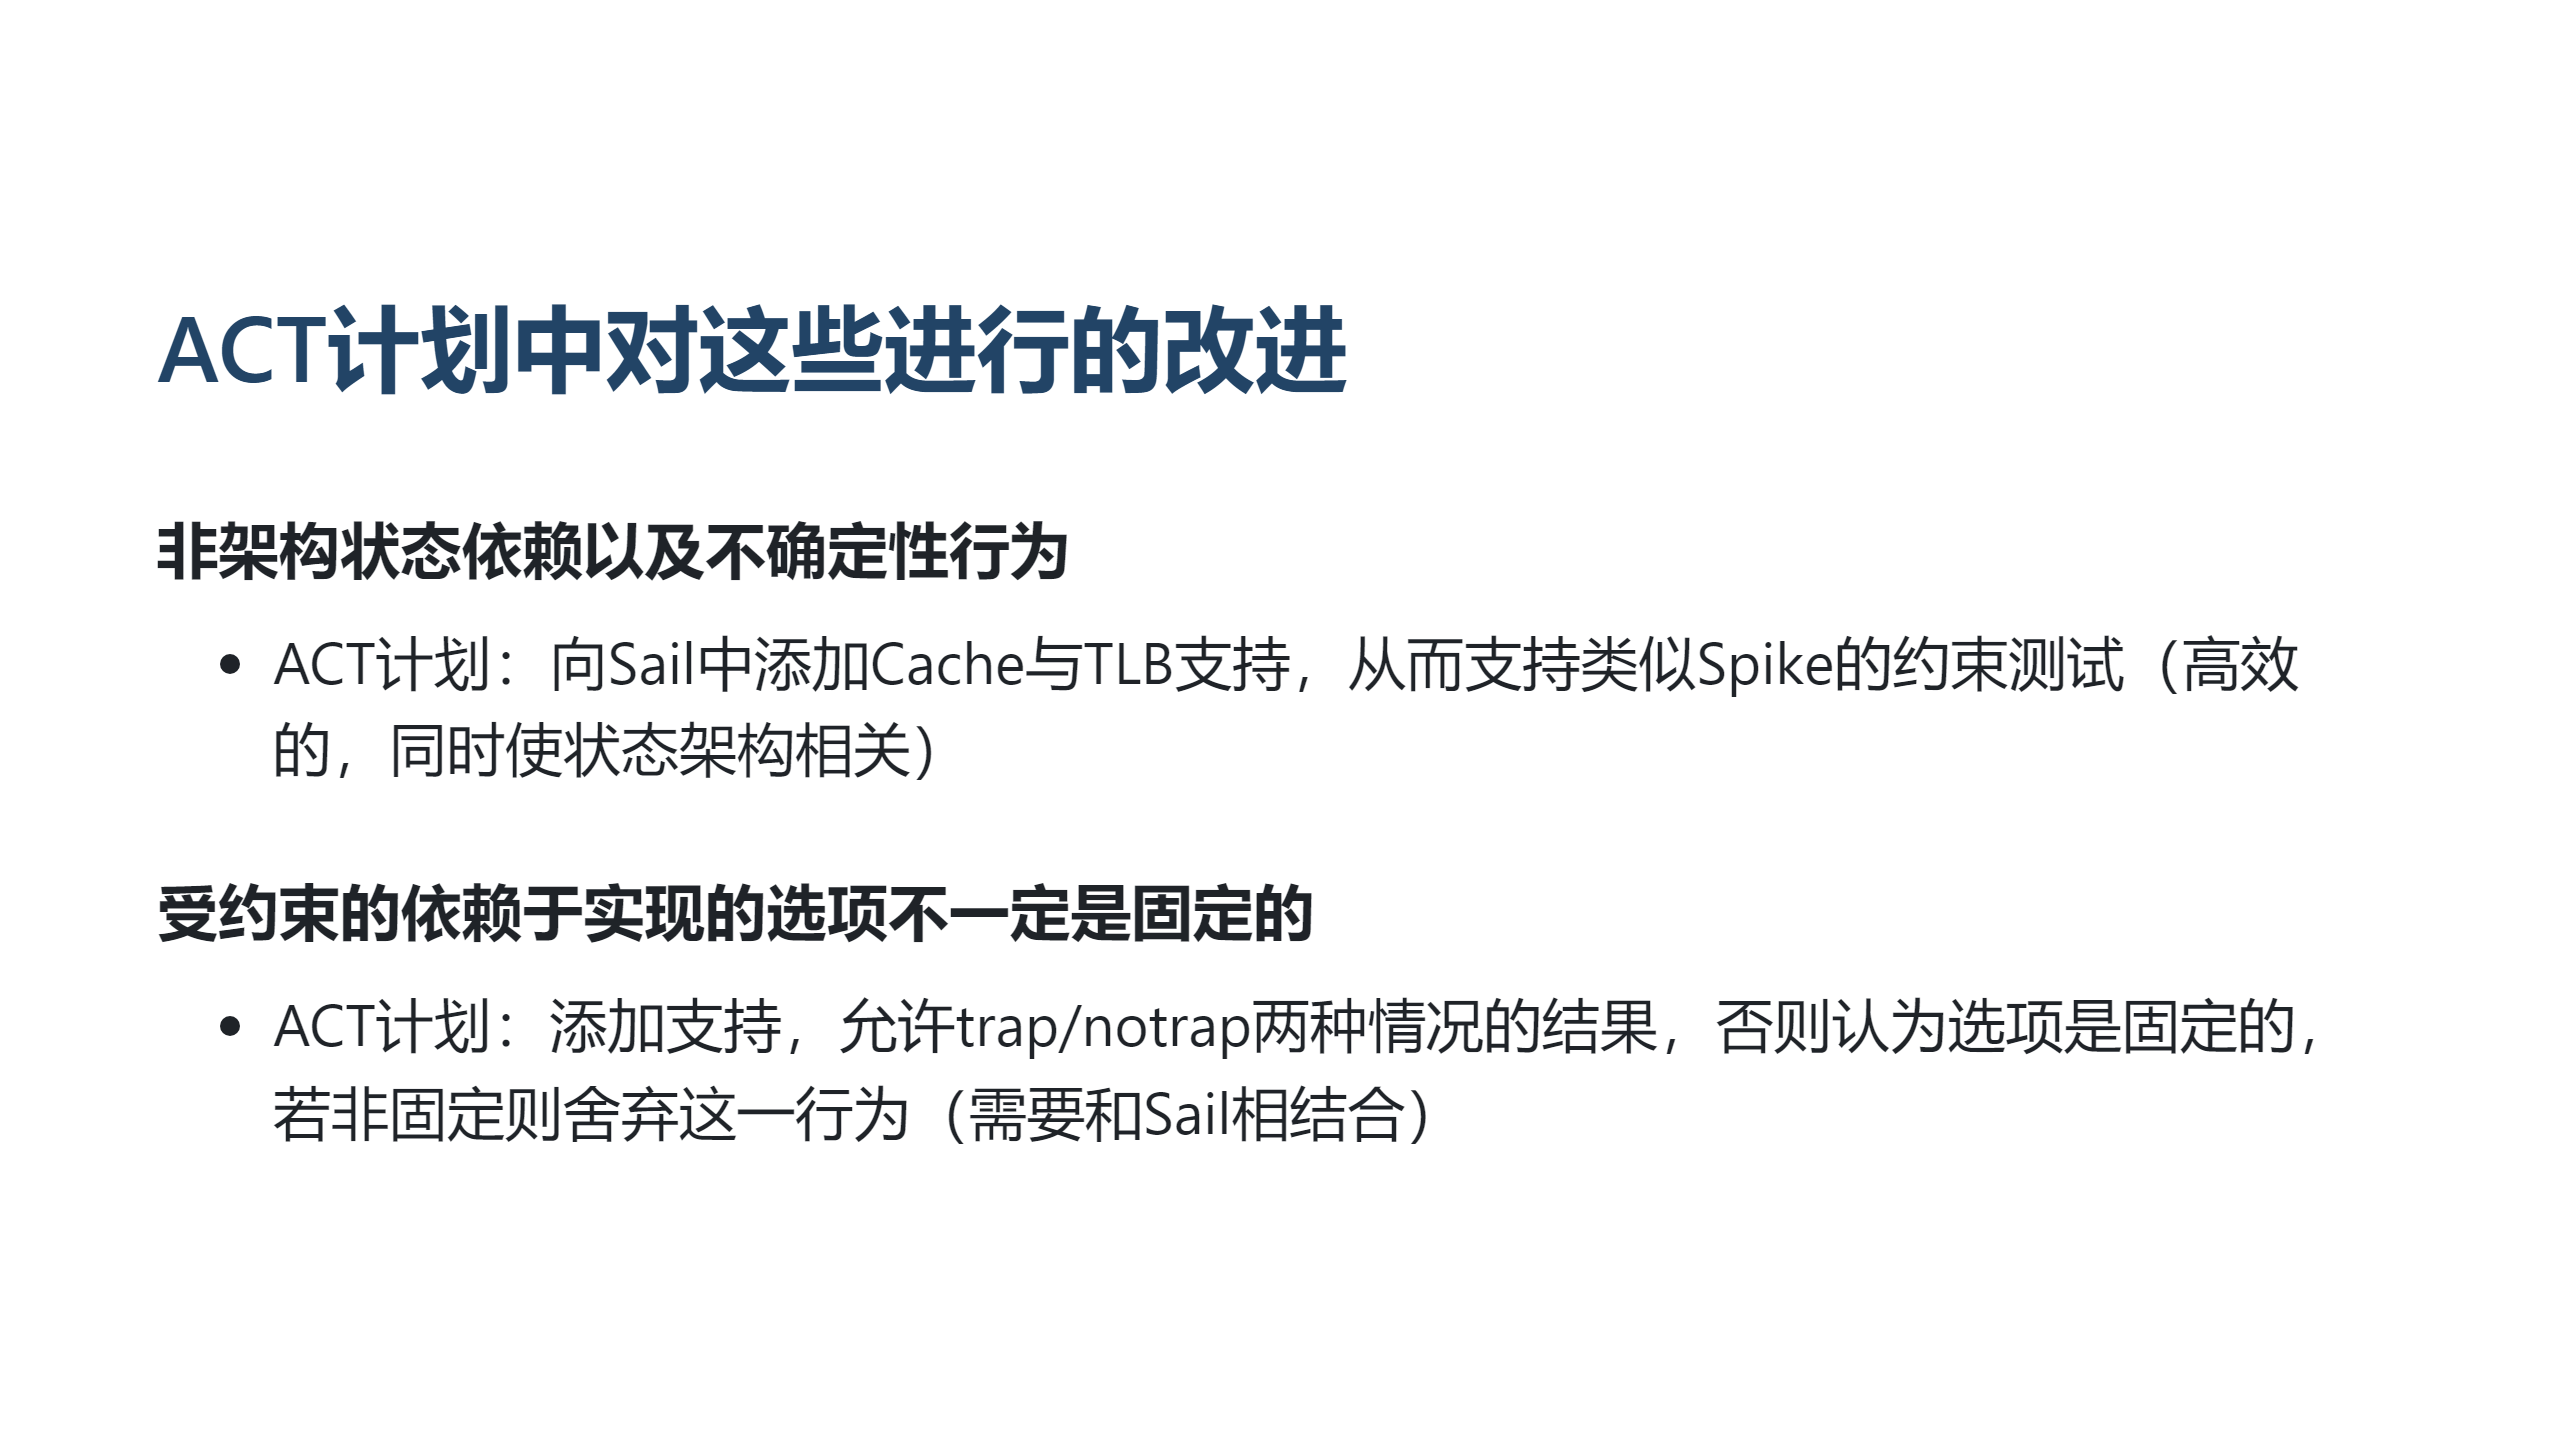 ACT计划中对这些进行的改进
非架构状态依赖以及不确定性行为
• ACT计划：向Sail中添加Cache与TLB支持，从而支持类似Spike的约束测试（高效
的，同时使状态架构相关）
受约束的依赖于实现的选项不一定是固定的
• ACT计划：添加支持，允许trap/notrap两种情况的结果，否则认为选项是固定的，
若非固定则舍弃这一行为（需要和Sail相结合）